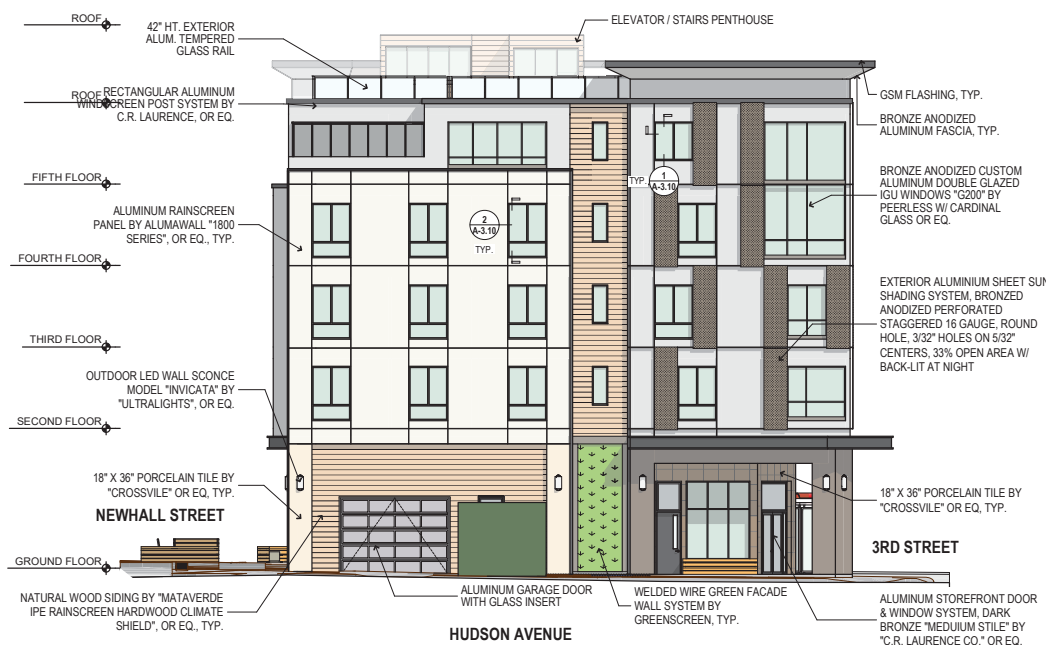 ROOF
42" HT. EXTERIOR
ALUM. TEMPERED
GLASS RAIL
ELEVATOR / STAIRS PENTHOUSE
ROOF
RECTANGULAR ALUMINUM
WINDSCREEN POST SYSTEM BY
C.R. LAURENCE, OR EQ.
GSM FLASHING, TYP.
BRONZE ANODIZED
ALUMINUM FASCIA, TYP.
FIFTH FLOOR
TYP.
1
A-3.10
BRONZE ANODIZED CUSTOM
ALUMINUM DOUBLE GLAZED
IGU WINDOWS "G200" BY
PEERLESS W/ CARDINAL
GLASS OR EQ.
ALUMINUM RAINSCREEN
PANEL BY ALUMAWALL "1800
SERIES", OR EQ., TYP.
2
A-3.10
TYP.
FOURTH FLOOR
EXTERIOR ALUMINIUM SHEET SUN
SHADING SYSTEM, BRONZED
ANODIZED PERFORATED
STAGGERED 16 GAUGE, ROUND
HOLE, 3/32" HOLES ON 5/32"
CENTERS, 33% OPEN AREA W/
BACK-LIT AT NIGHT
THIRD FLOOR
OUTDOOR LED WALL SCONCE
MODEL "INVICATA" BY
"ULTRALIGHTS", OR EQ.
SECOND FLOOR
18" X 36" PORCELAIN TILE BY
"CROSSVILE" OR EQ, TYP.
18" X 36" PORCELAIN TILE BY
"CROSSVILE" OR EQ, TYP.
NEWHALL STREET
3RD STREET
GROUND FLOOR
NATURAL WOOD SIDING BY "MATAVERDE
IPE RAINSCREEN HARDWOOD CLIMATE
SHIELD", OR EQ., TYP.
ALUMINUM GARAGE DOOR
WITH GLASS INSERT
WELDED WIRE GREEN FACADE
WALL SYSTEM BY
GREENSCREEN, TYP.
ALUMINUM STOREFRONT DOOR
& WINDOW SYSTEM, DARK
BRONZE "MEDUIUM STILE" BY
"C.R. LAURENCE CO." OR EQ.
HUDSON AVENUE